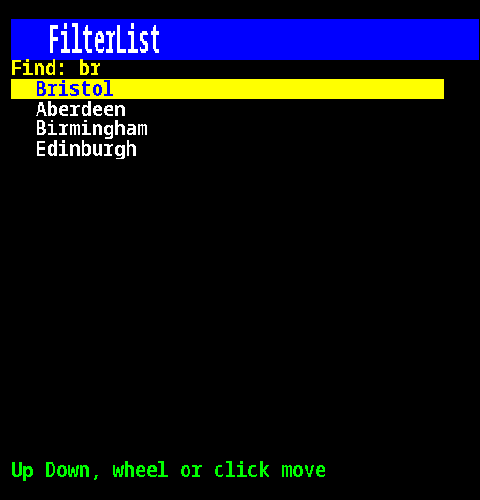 FilterList
Find: br
Bristol
Aberdeen
Birmingham
Edinburgh
Up Down, wheel or click move